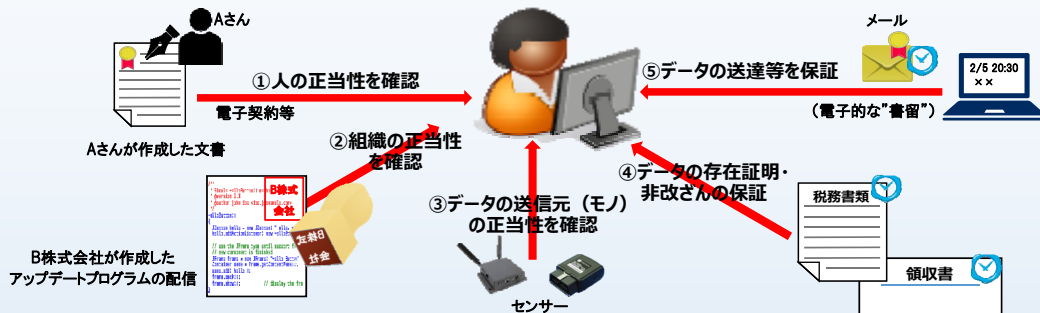 Aさん
メール
①人の正当性を確認
電子契約等
⑤データの送達等を保証
2/5 20:30
××
（電子的な”書留”）
Aさんが作成した文書
②組織の正当性
を確認
④データの存在証明・
非改ざんの保証
③データの送信元（モノ）
の正当性を確認
B株式
会社
B株式
会社
税務書類
B株式会社が作成した
アップデートプログラムの配信
領収書
センサー